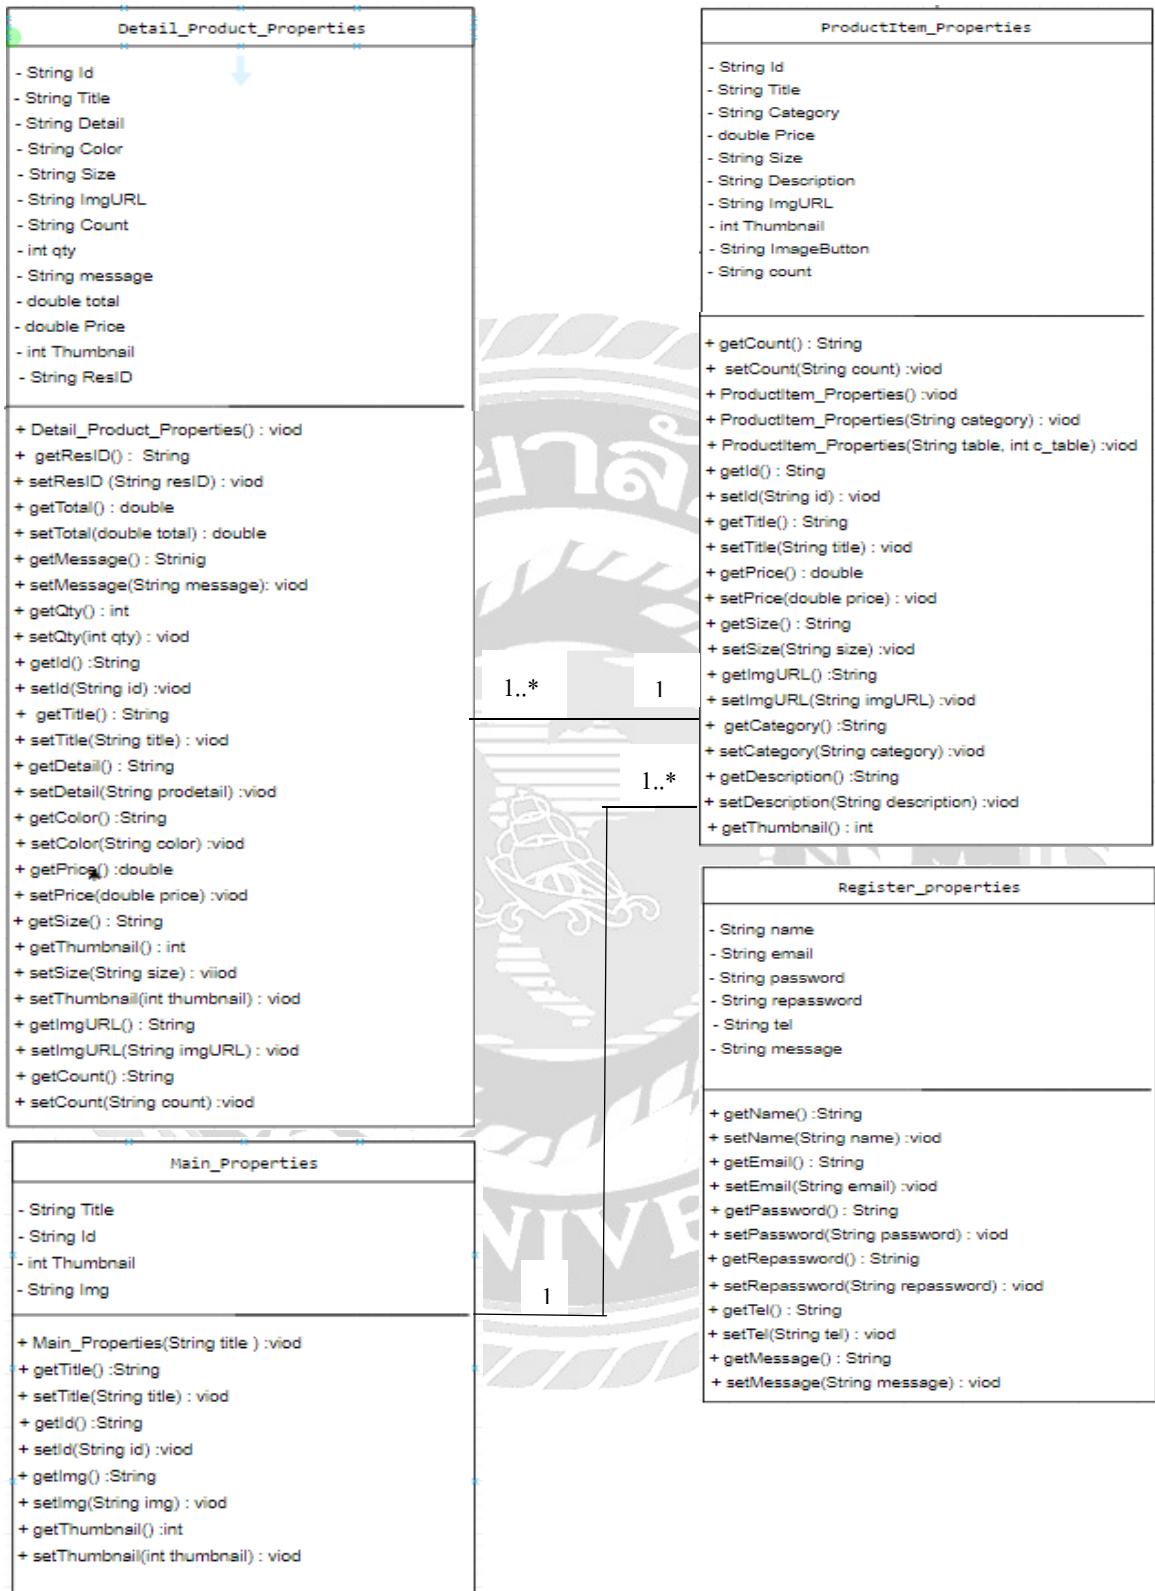 Detail_Product_Properties
- String Id
- String Title
- String Detail
- String Color
- String Size
- String ImgURL
- String Count
- int qty
- String message
- double total
- double Price
- int Thumbnail
- String ResID
+ Detail_Product_Properties() : viod
+ getResID() : String
+ setResID (String resID) : viod
+ getTotal() : double
+ setTotal(double total) : double
+ getMessage() : Strinig
+ setMessage(String message): viod
+ getQty() : int
+ setQty(int qty) : viod
+ getId() :String
+ setId(String id) :viod
+ getTitle() : String
+ setTitle(String title) : viod
+ getDetail() : String
+ setDetail(String prodetail) :viod
+ getColor() :String
+ setColor(String color) :viod
+ getPrice() :double
+ setPrice(double price) :viod
+ getSize() : String
+ getThumbnail() : int
+ setSize(String size) : viiod
+ setThumbnail(int thumbnail) : viod
+ getImgURL() : String
+ setImgURL(String imgURL) : viod
+ getCount() :String
+ setCount(String count) :viod
ProductItem_Properties
- String Id
- String Title
- String Category
- double Price
- String Size
- String Description
- String ImgURL
- int Thumbnail
- String ImageButton
- String count
+ getCount() : String
+ setCount(String count) :viod
+ ProductItem_Properties() :viod
+ ProductItem_Properties(String category) : viod
+ ProductItem_Properties(String table, int c_table) :viod
+ getId() : Sting
+ setId(String id) : viod
+ getTitle() : String
+ setTitle(String title) : viod
+ getPrice() : double
+ setPrice(double price) : viod
+ getSize() : String
+ setSize(String size) :viod
+ getImgURL() :String
+ setImgURL(String imgURL) :viod
+ getCategory() :String
+ setCategory(String category) :viod
+ getDescription() :String
+ setDescription(String description) :viod
+ getThumbnail() : int
1..*
1
1..*
1
Main_Properties
- String Title
- String Id
- int Thumbnail
- String Img
+ Main_Properties(String title ) :viod
+ getTitle() :String
+ setTitle(String title) : viod
+ getId() :String
+ setId(String id) :viod
+ getImg() :String
+ setImg(String img) : viod
+ getThumbnail() :int
+ setThumbnail(int thumbnail) : viod
Register_properties
- String name
- String email
- String password
- String repassword
- String tel
- String message
+ getName() :String
+ setName(String name) :viod
+ getEmail() : String
+ setEmail(String email) :viod
+ getPassword() : String
+ setPassword(String password) : viod
+ getRepassword() : Strinig
+ setRepassword(String repassword) : viod
+ getTel() : String
+ setTel(String tel) : viod
+ getMessage() : String
+ setMessage(String message) : viod